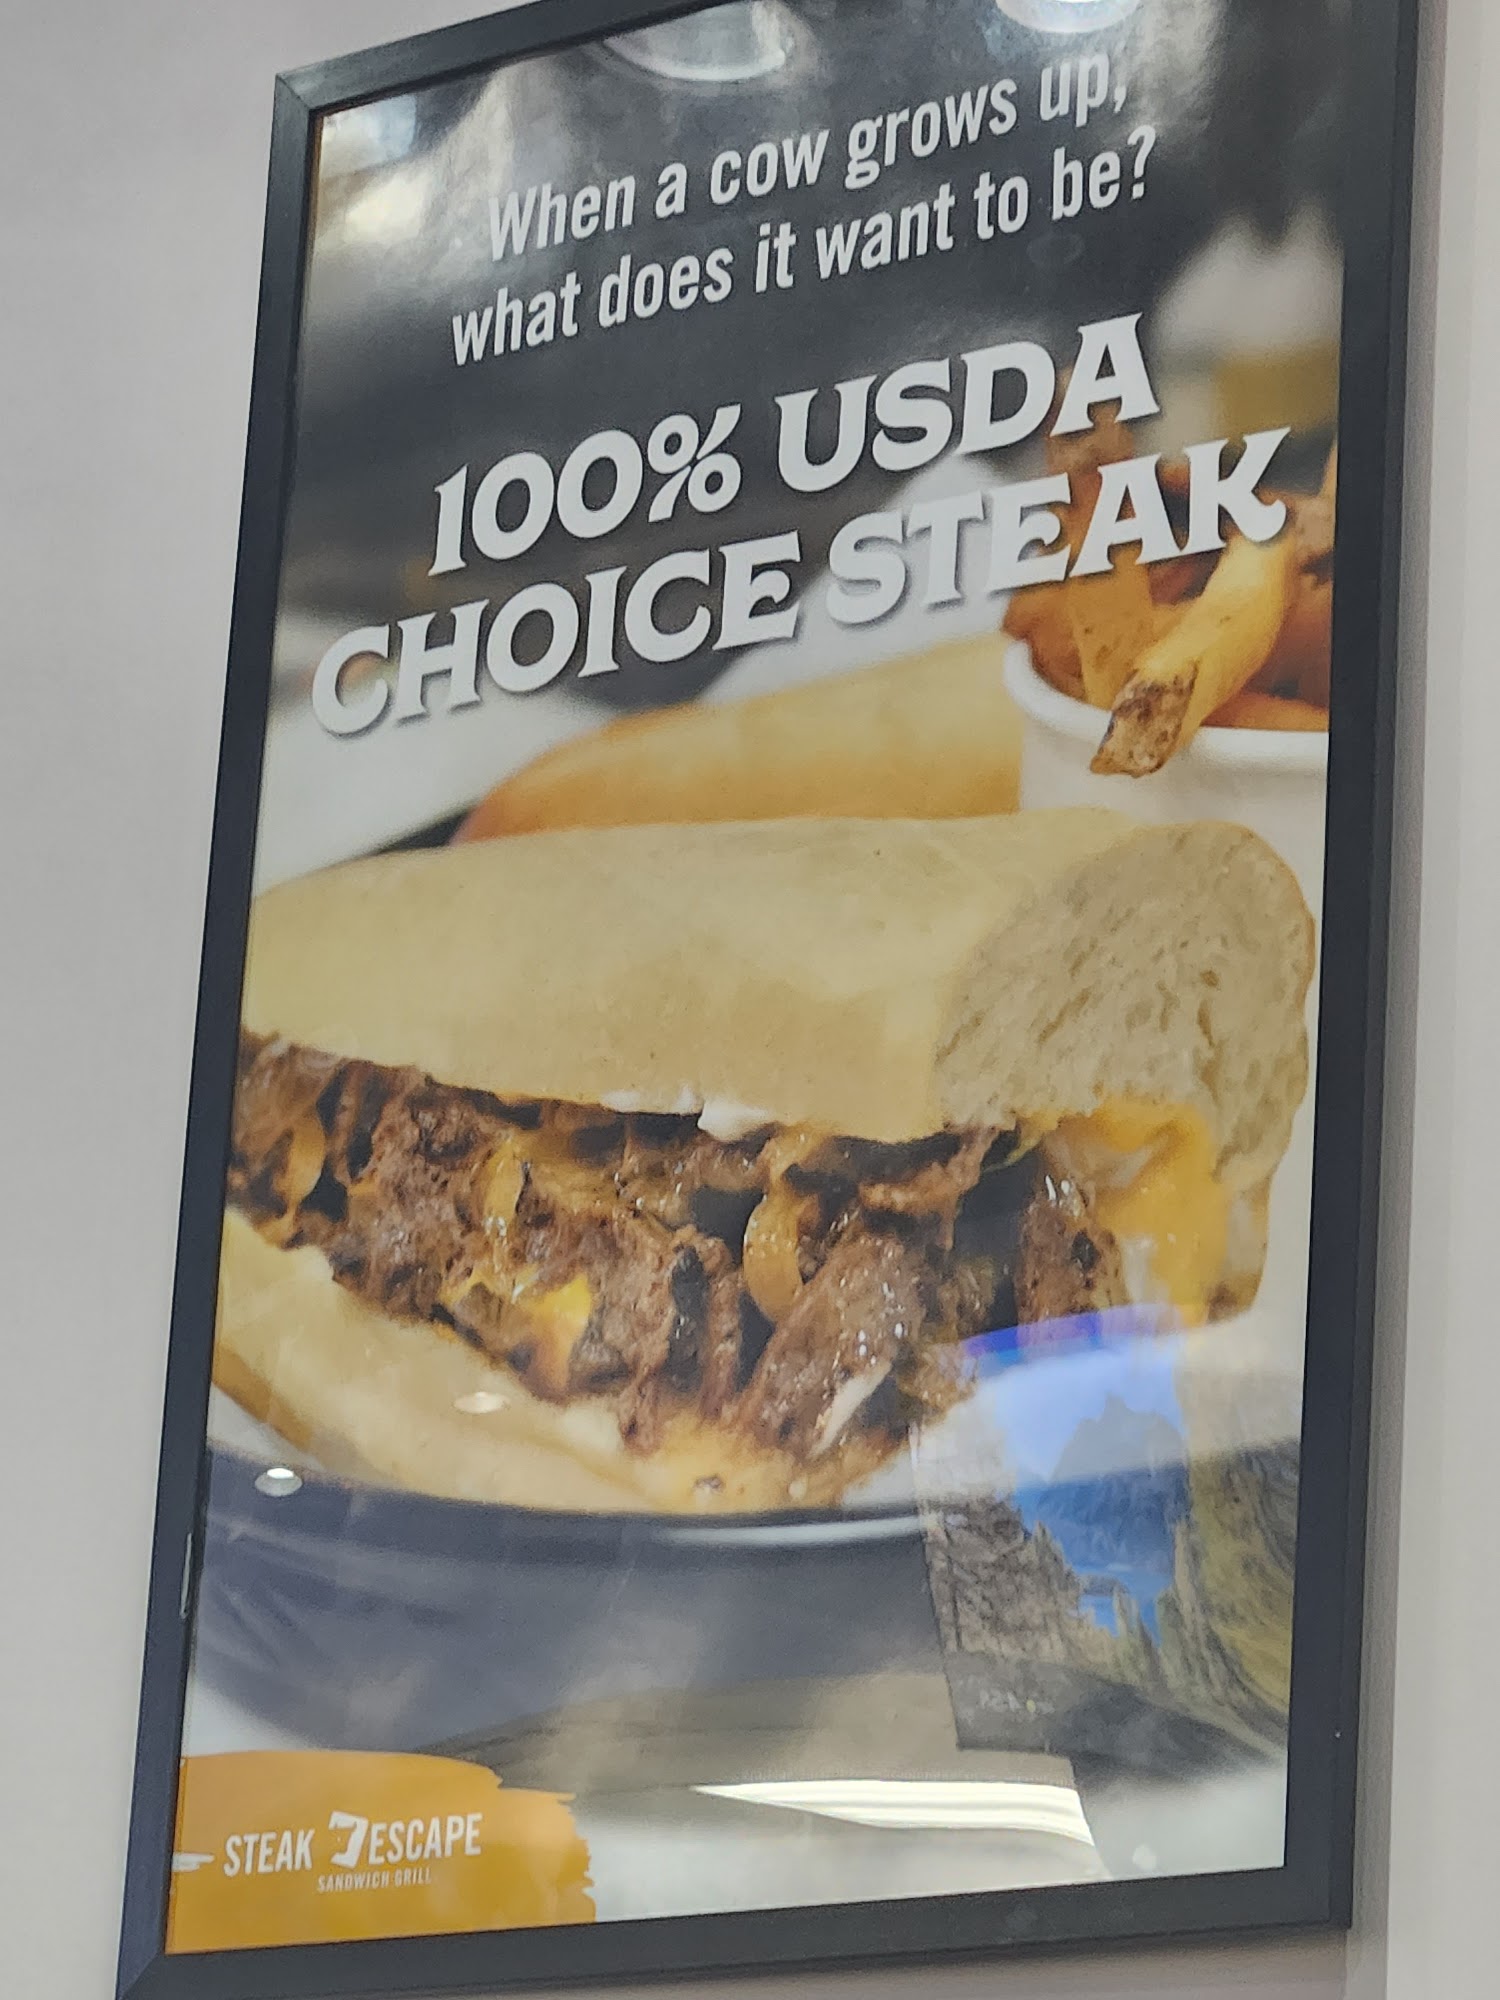 When a cow grows up,
what does it want to be?
100% USDA
CHOICE STEAK
STEAK ESCAPE
SANDWICH GRILL